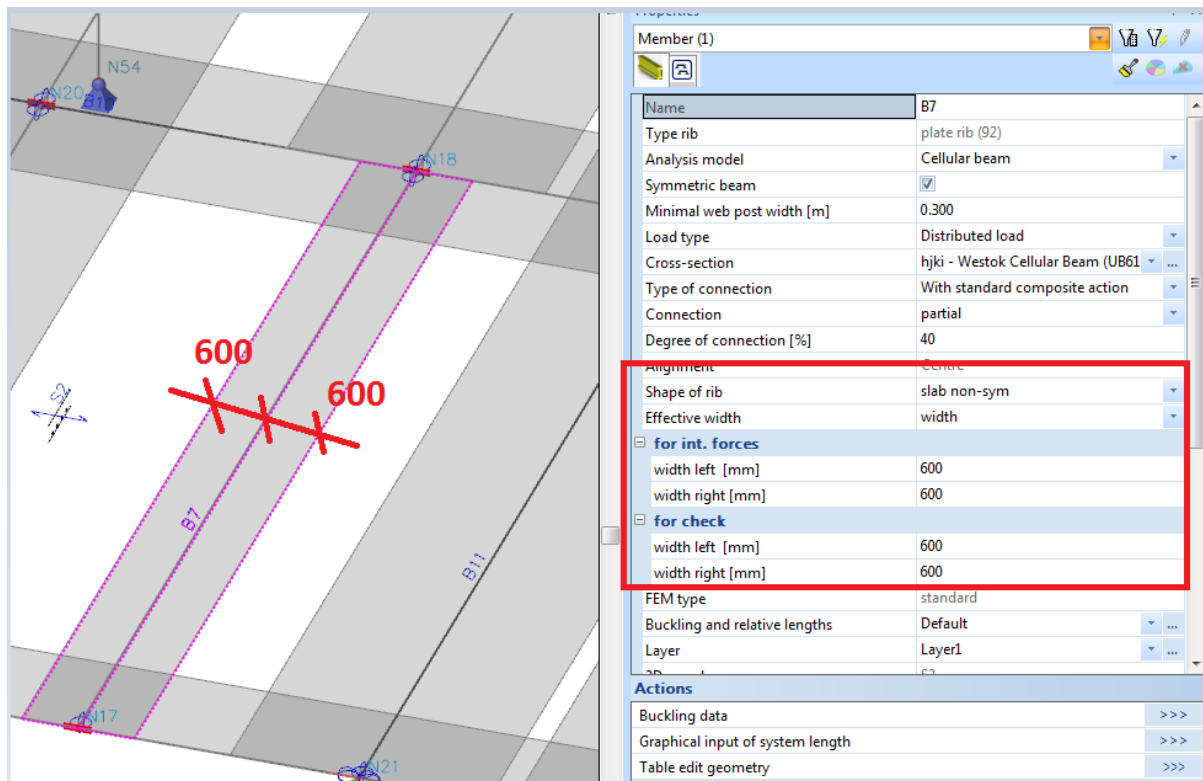 N54
N20
N18
600
600
S2
B7
B11
N17
N21
Properties
Member (1)
Name B7
Type rib plate rib (92)
Analysis model Cellular beam
Symmetric beam
Minimal web post width [m] 0.300
Load type Distributed load
Cross-section hjki - Westok Cellular Beam (UB61 ...
Type of connection With standard composite action
Connection partial
Degree of connection [%] 40
Alignment Centre
Shape of rib slab non-sym
Effective width width
for int. forces
width left [mm] 600
width right [mm] 600
for check
width left [mm] 600
width right [mm] 600
FEM type standard
Buckling and relative lengths Default ...
Layer Layer1 ...
S2
Actions
Buckling data >>>
Graphical input of system length >>>
Table edit geometry >>>